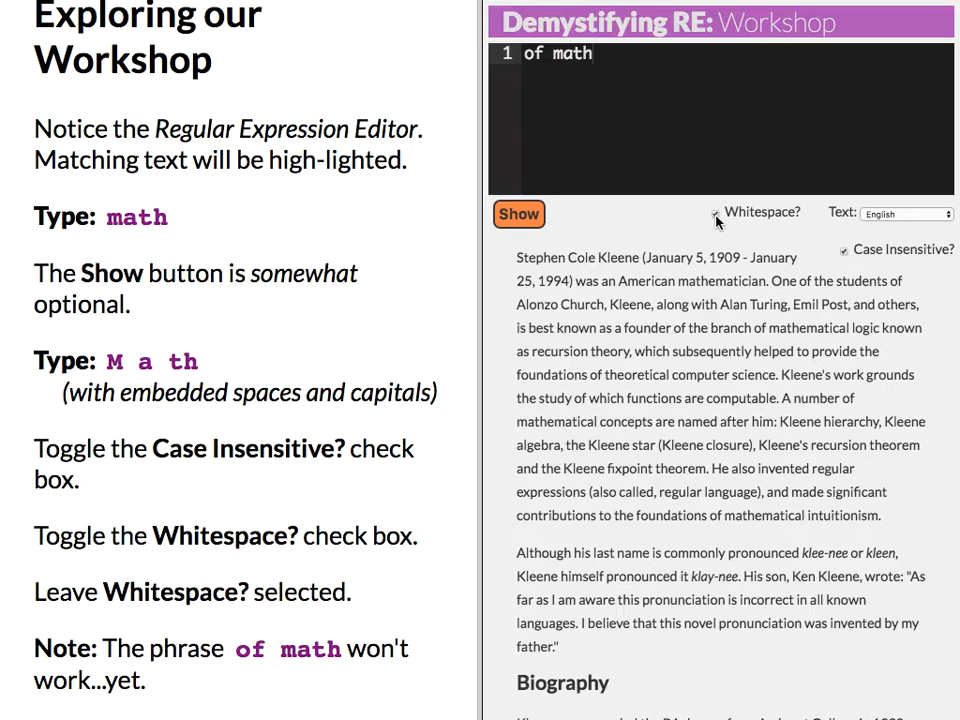 Exploring our
Workshop
Notice the Regular Expression Editor.
Matching text will be high-lighted.
Type: math
The Show button is somewhat
optional.
Type: M a th
(with embedded spaces and capitals)
Toggle the Case Insensitive? check
box.
Toggle the Whitespace? check box.
Leave Whitespace? selected.
Note: The phrase of math won't
work...yet.
Demystifying RE: Workshop
1 of math
Show
Whitespace?
Text: English
Case Insensitive?
Stephen Cole Kleene (January 5, 1909 - January
25, 1994) was an American mathematician. One of the students of
Alonzo Church, Kleene, along with Alan Turing, Emil Post, and others,
is best known as a founder of the branch of mathematical logic known
as recursion theory, which subsequently helped to provide the
foundations of theoretical computer science. Kleene's work grounds
the study of which functions are computable. A number of
mathematical concepts are named after him: Kleene hierarchy, Kleene
algebra, the Kleene star (Kleene closure), Kleene's recursion theorem
and the Kleene fixpoint theorem. He also invented regular
expressions (also called, regular language), and made significant
contributions to the foundations of mathematical intuitionism.
Although his last name is commonly pronounced klee-nee or kleen,
Kleene himself pronounced it klay-nee. His son, Ken Kleene, wrote: "As
far as I am aware this pronunciation is incorrect in all known
languages. I believe that this novel pronunciation was invented by my
father."
Biography